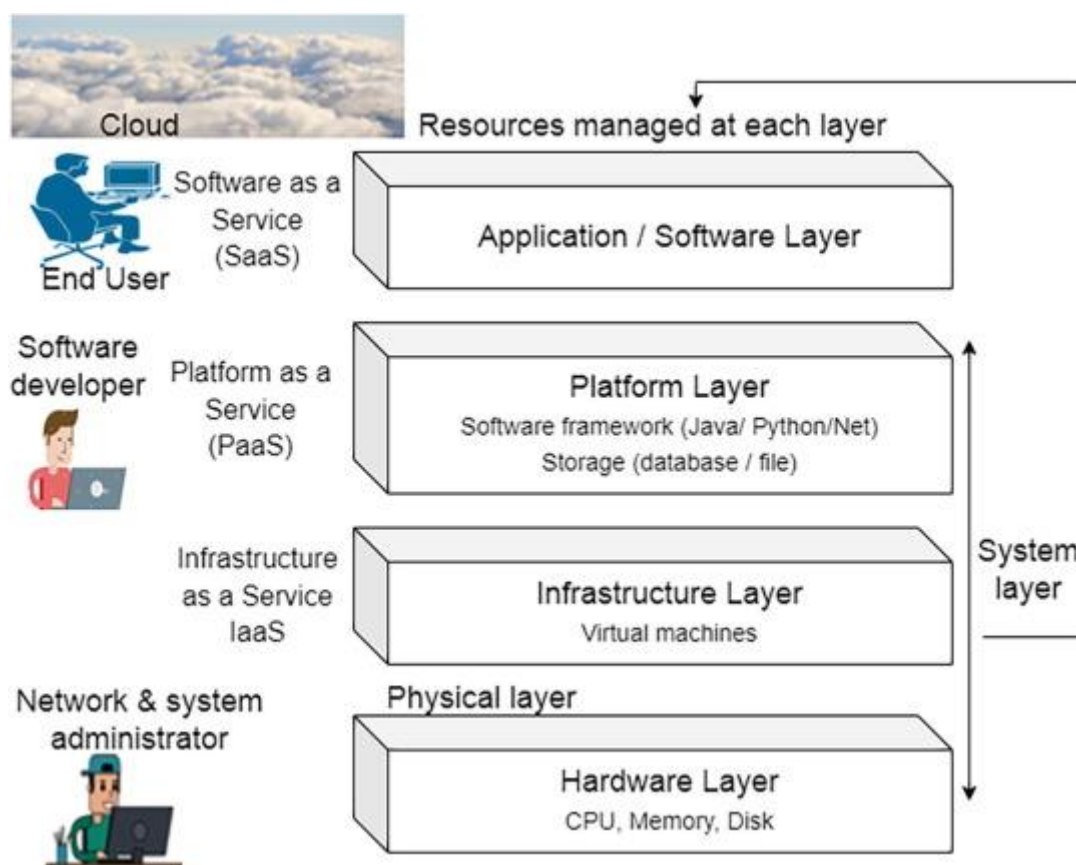 Cloud
Resources managed at each layer
Software as a
Service
(SaaS)
End User
Application / Software Layer
Software
developer
Platform as a
Service
(PaaS)
Platform Layer
Software framework (Java/ Python/Net)
Storage (database / file)
Infrastructure
as a Service
IaaS
Infrastructure Layer
Virtual machines
System
layer
Network & system
administrator
Physical layer
Hardware Layer
CPU, Memory, Disk